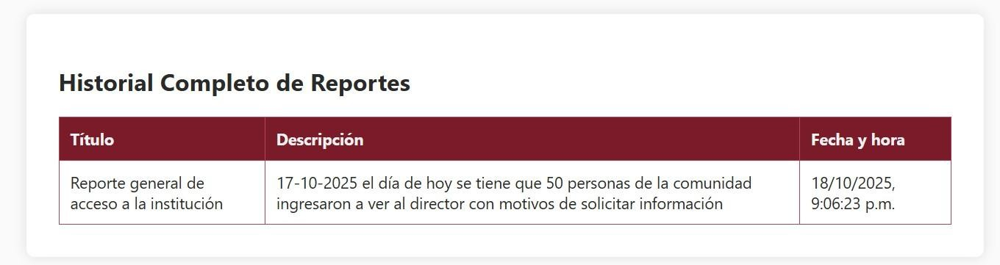 Historial Completo de Reportes
Título
Descripción
Fecha y hora
Reporte general de
acceso a la institución
17-10-2025 el día de hoy se tiene que 50 personas de la comunidad
ingresaron a ver al director con motivos de solicitar información
18/10/2025,
9:06:23 p.m.